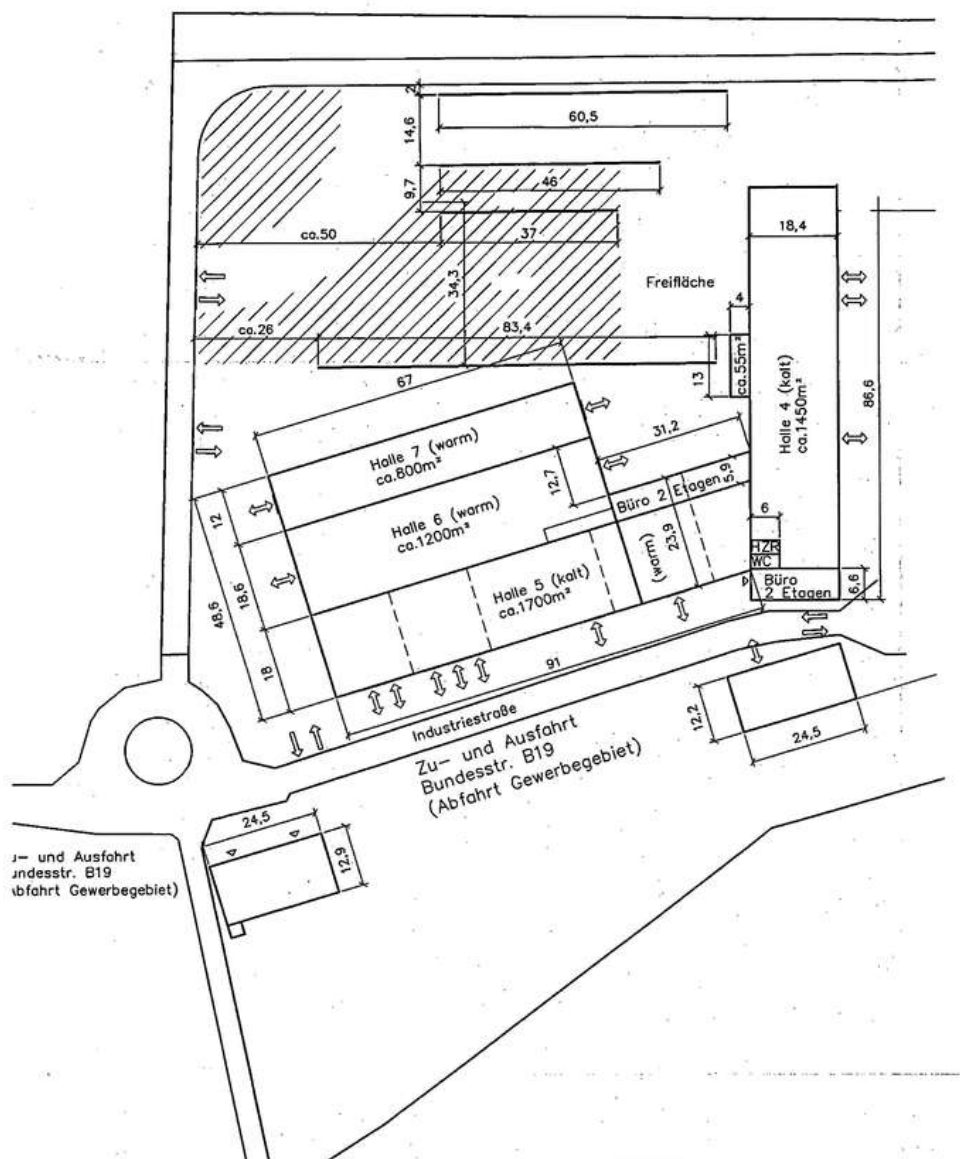 2
60,5
14,6
46
9,7
ca.50
37
18,4
34,3
Freifläche
4
ca.26
83,4
ca.55m²
13
Halle 4 (kalt)
ca.1450m²
86,6
67
31,2
Halle 7 (warm)
ca.800m²
12,7
Büro 2 Etagen
5,9
12
Halle 6 (warm)
ca.1200m²
23,9
6
HZR
WC
(warm)
18,6
48,6
Halle 5 (kalt)
ca.1700m²
Büro
2 Etagen
6,6
18
91
Industriestraße
Zu- und Ausfahrt
Bundesstr. B19
(Abfahrt Gewerbegebiet)
12,2
24,5
24,5
12,9
u- und Ausfahrt
undesstr. B19
bfahrt Gewerbegebiet)